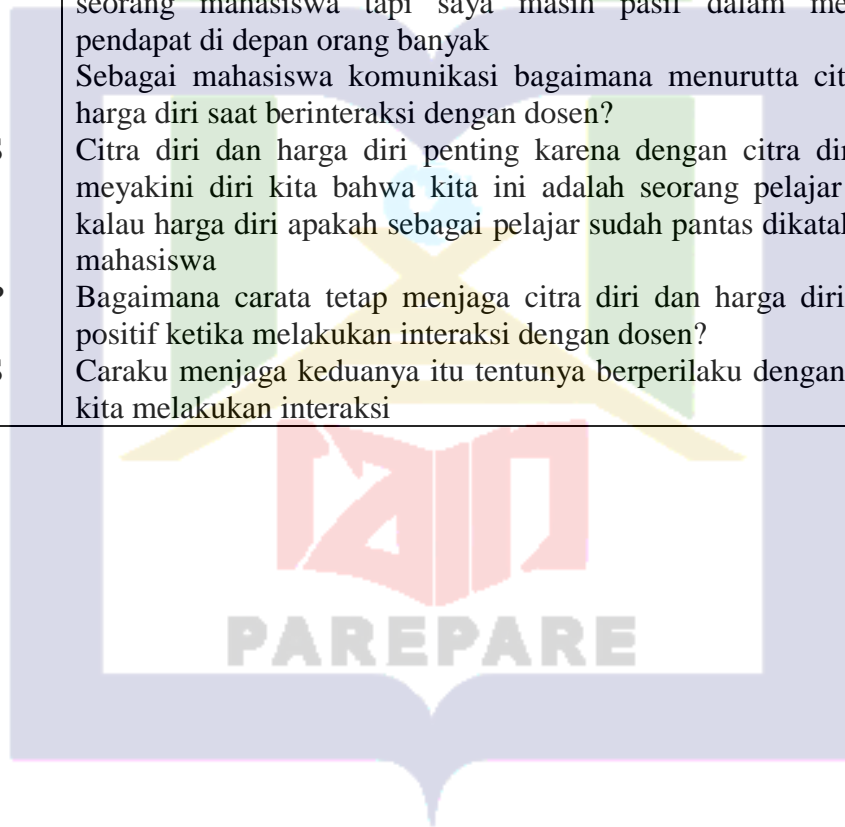 seorang mahasiswa tapi saya masih pasif dalam me
pendapat di depan orang banyak
Sebagai mahasiswa komunikasi bagaimana menurutta cit
harga diri saat berinteraksi dengan dosen?
S Citra diri dan harga diri penting karena dengan citra dir
meyakini diri kita bahwa kita ini adalah seorang pelajar
kalau harga diri apakah sebagai pelajar sudah pantas dikatal
mahasiswa
P Bagaimana carata tetap menjaga citra diri dan harga diri
positif ketika melakukan interaksi dengan dosen?
S Caraku menjaga keduanya itu tentunya berperilaku dengan
kita melakukan interaksi
PAREPARE